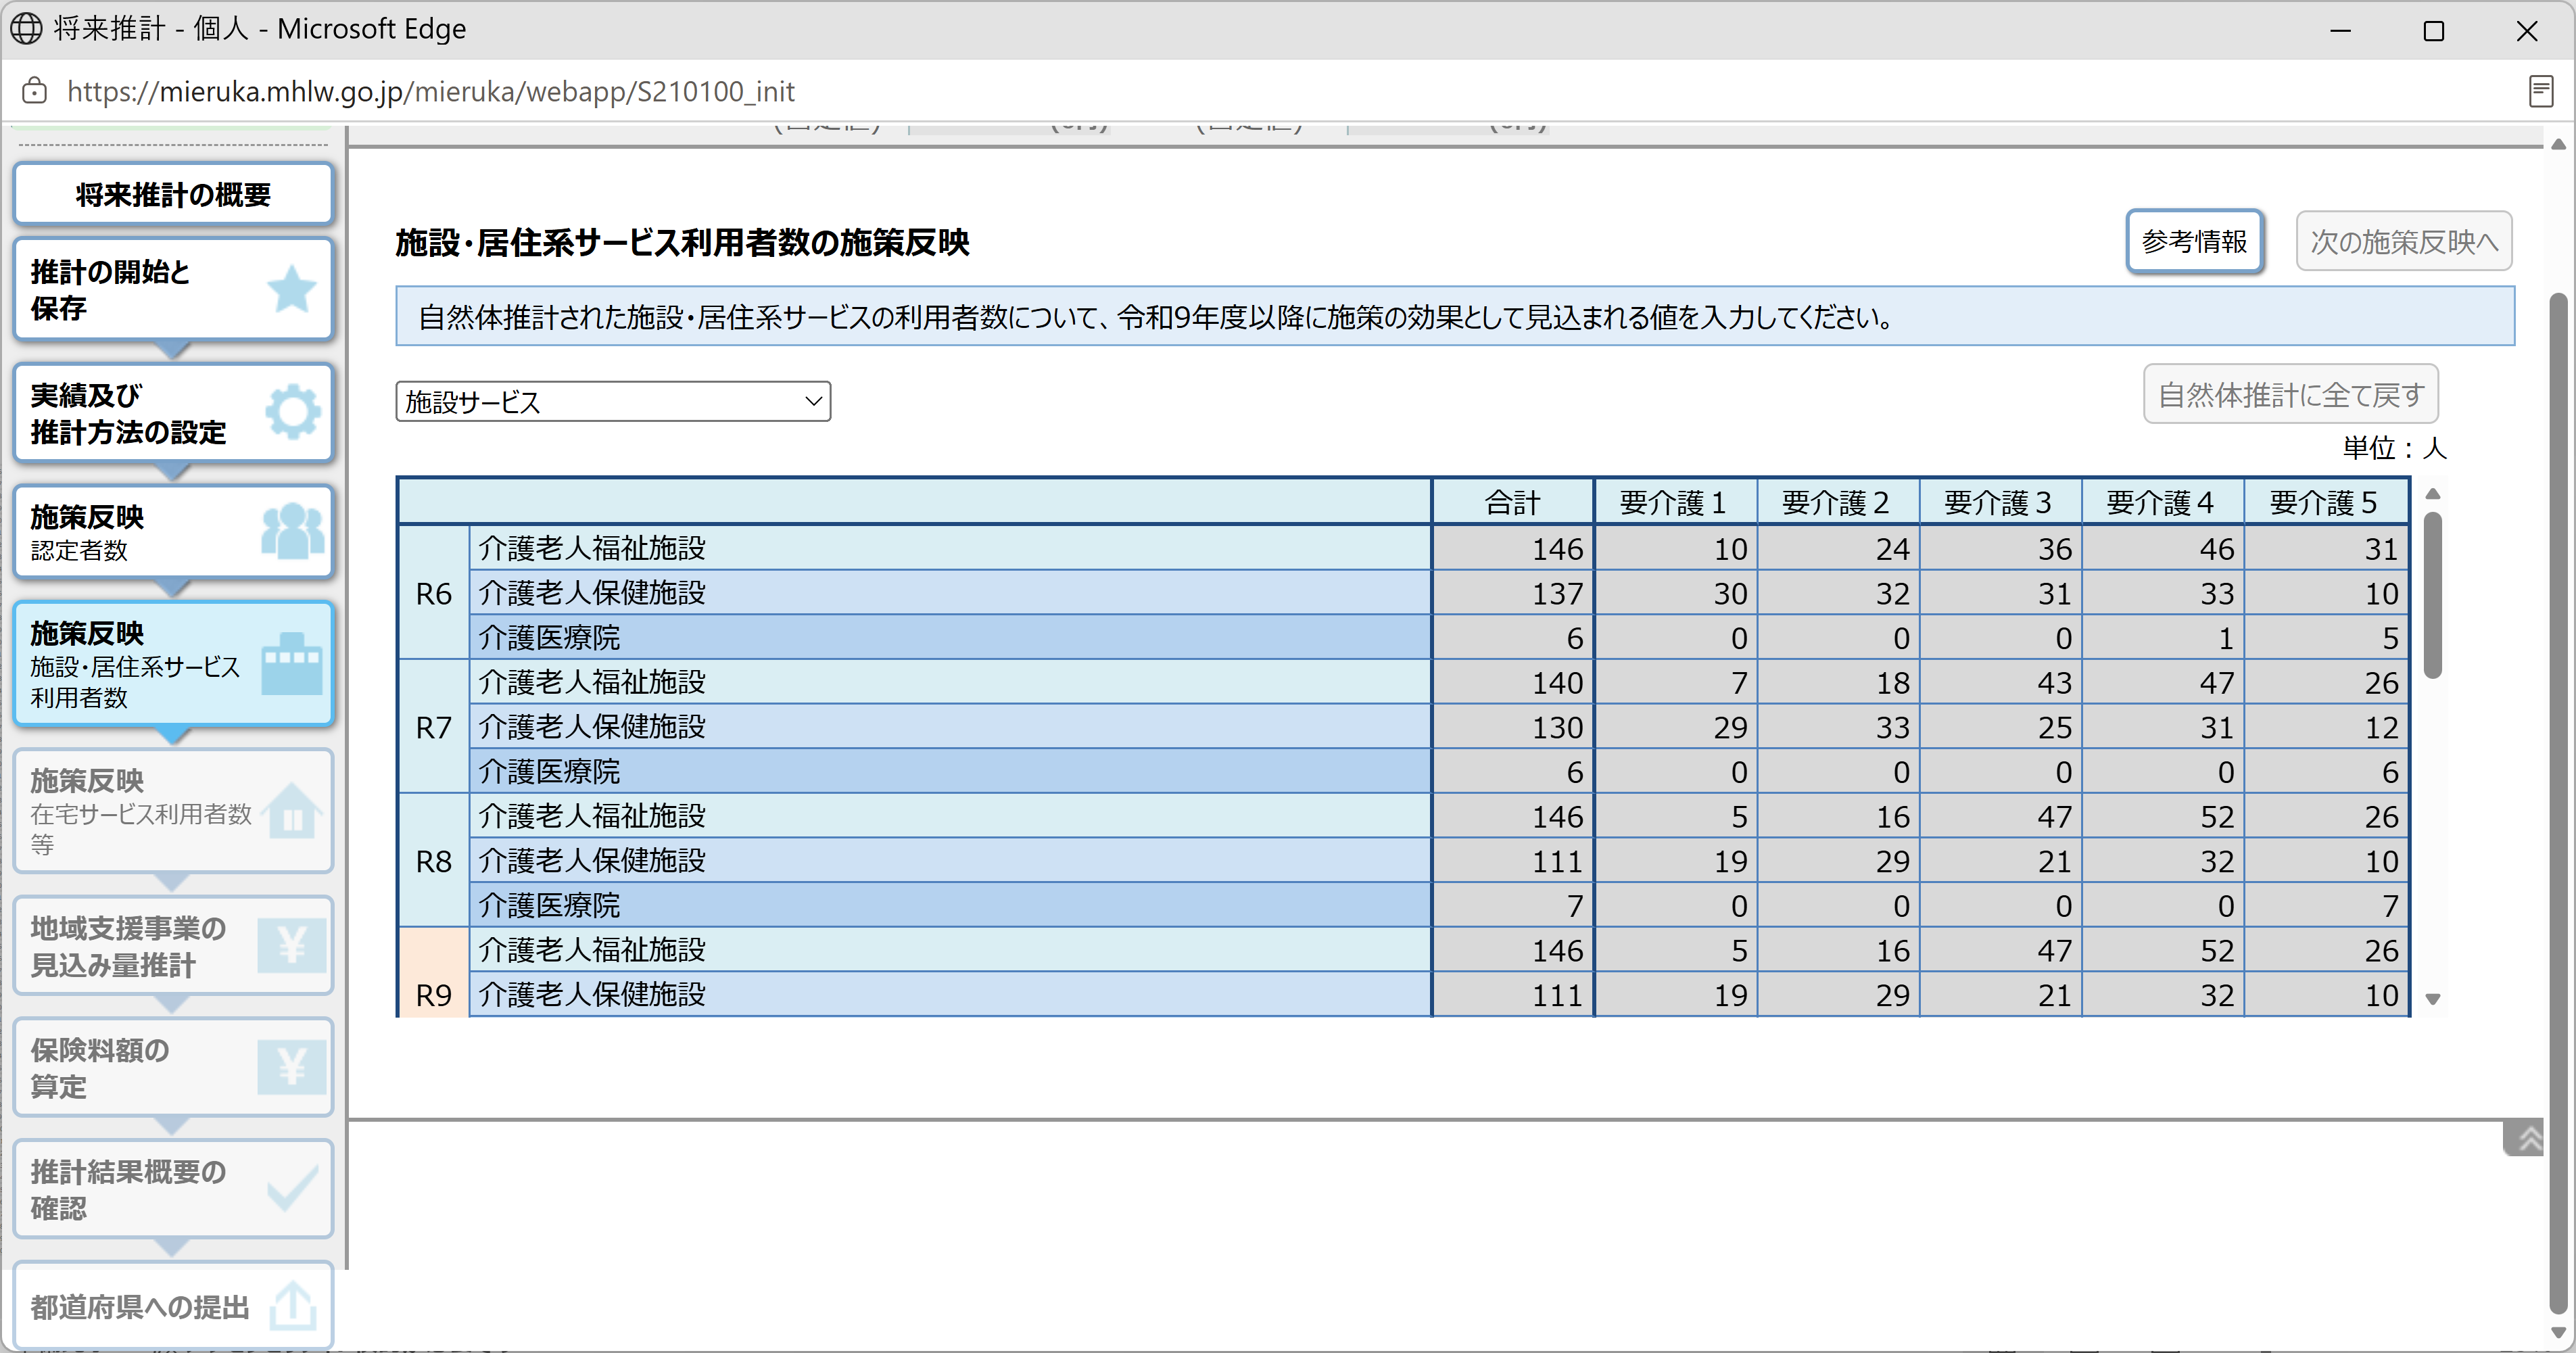 将来推計 - 個人 - Microsoft Edge
https://mieruka.mhlw.go.jp/mieruka/webapp/S210100_init
将来推計の概要
推計の開始と
保存
実績及び
推計方法の設定
施策反映
認定者数
施策反映
施設・居住系サービス
利用者数
施策反映
在宅サービス利用者数
等
地域支援事業の
見込み量推計
¥
保険料額の
算定
¥
推計結果概要の
確認
都道府県への提出
施設・居住系サービス利用者数の施策反映
参考情報
次の施策反映へ
自然体推計された施設・居住系サービスの利用者数について、令和9年度以降に施策の効果として見込まれる値を入力してください。
施設サービス
自然体推計に全て戻す
単位：人
合計 要介護１ 要介護２ 要介護３ 要介護４ 要介護５
R6 介護老人福祉施設 146 10 24 36 46 31
介護老人保健施設 137 30 32 31 33 10
介護医療院 6 0 0 0 1 5
R7 介護老人福祉施設 140 7 18 43 47 26
介護老人保健施設 130 29 33 25 31 12
介護医療院 6 0 0 0 0 6
R8 介護老人福祉施設 146 5 16 47 52 26
介護老人保健施設 111 19 29 21 32 10
介護医療院 7 0 0 0 0 7
R9 介護老人福祉施設 146 5 16 47 52 26
介護老人保健施設 111 19 29 21 32 10